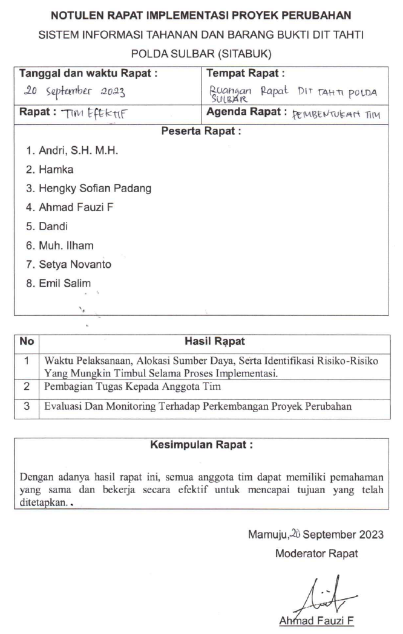 NOTULEN RAPAT IMPLEMENTASI PROYEK PERUBAHAN
SISTEM INFORMASI TAHANAN DAN BARANG BUKTI DIT TAHTI
POLDA SULBAR (SITABUK)
Tanggal dan waktu Rapat :
20 September 2023
Tempat Rapat :
Ruangan Rapat DIT TAHTI POLDA
SULBAR
Rapat : TIM EFEKTIF
Agenda Rapat : PEMBENTUKAN TIM
Peserta Rapat :
1. Andri, S.H. M.H.
2. Hamka
3. Hengky Sofian Padang
4. Ahmad Fauzi F
5. Dandi
6. Muh. Ilham
7. Setya Novanto
8. Emil Salim
No Hasil Rapat
1 Waktu Pelaksanaan, Alokasi Sumber Daya, Serta Identifikasi Risiko-Risiko
Yang Mungkin Timbul Selama Proses Implementasi.
2 Pembagian Tugas Kepada Anggota Tim
3 Evaluasi Dan Monitoring Terhadap Perkembangan Proyek Perubahan
Kesimpulan Rapat :
Dengan adanya hasil rapat ini, semua anggota tim dapat memiliki pemahaman
yang sama dan bekerja secara efektif untuk mencapai tujuan yang telah
ditetapkan..
Mamuju, 20 September 2023
Moderator Rapat
Ahmad Fauzi F